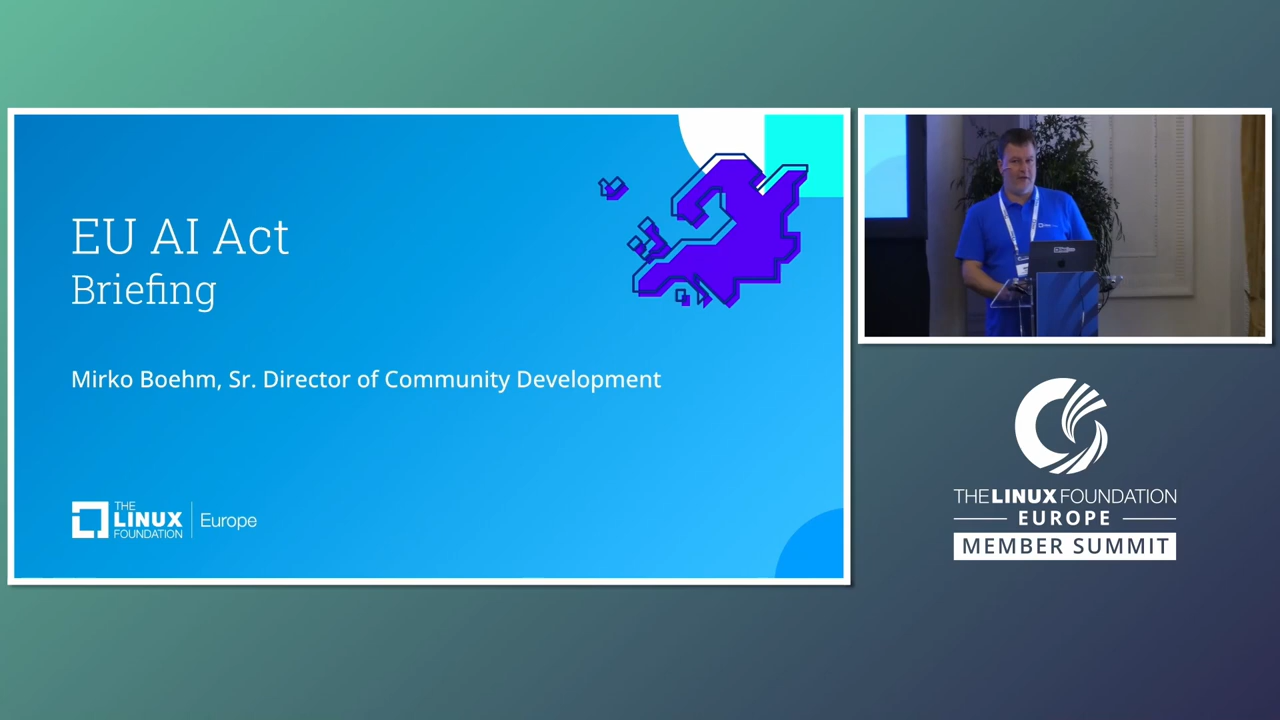 EU AI Act
Briefing
Mirko Boehm, Sr. Director of Community Development
THE
LINUX
FOUNDATION
Europe
THE LINUX FOUNDATION
EUROPE
MEMBER SUMMIT